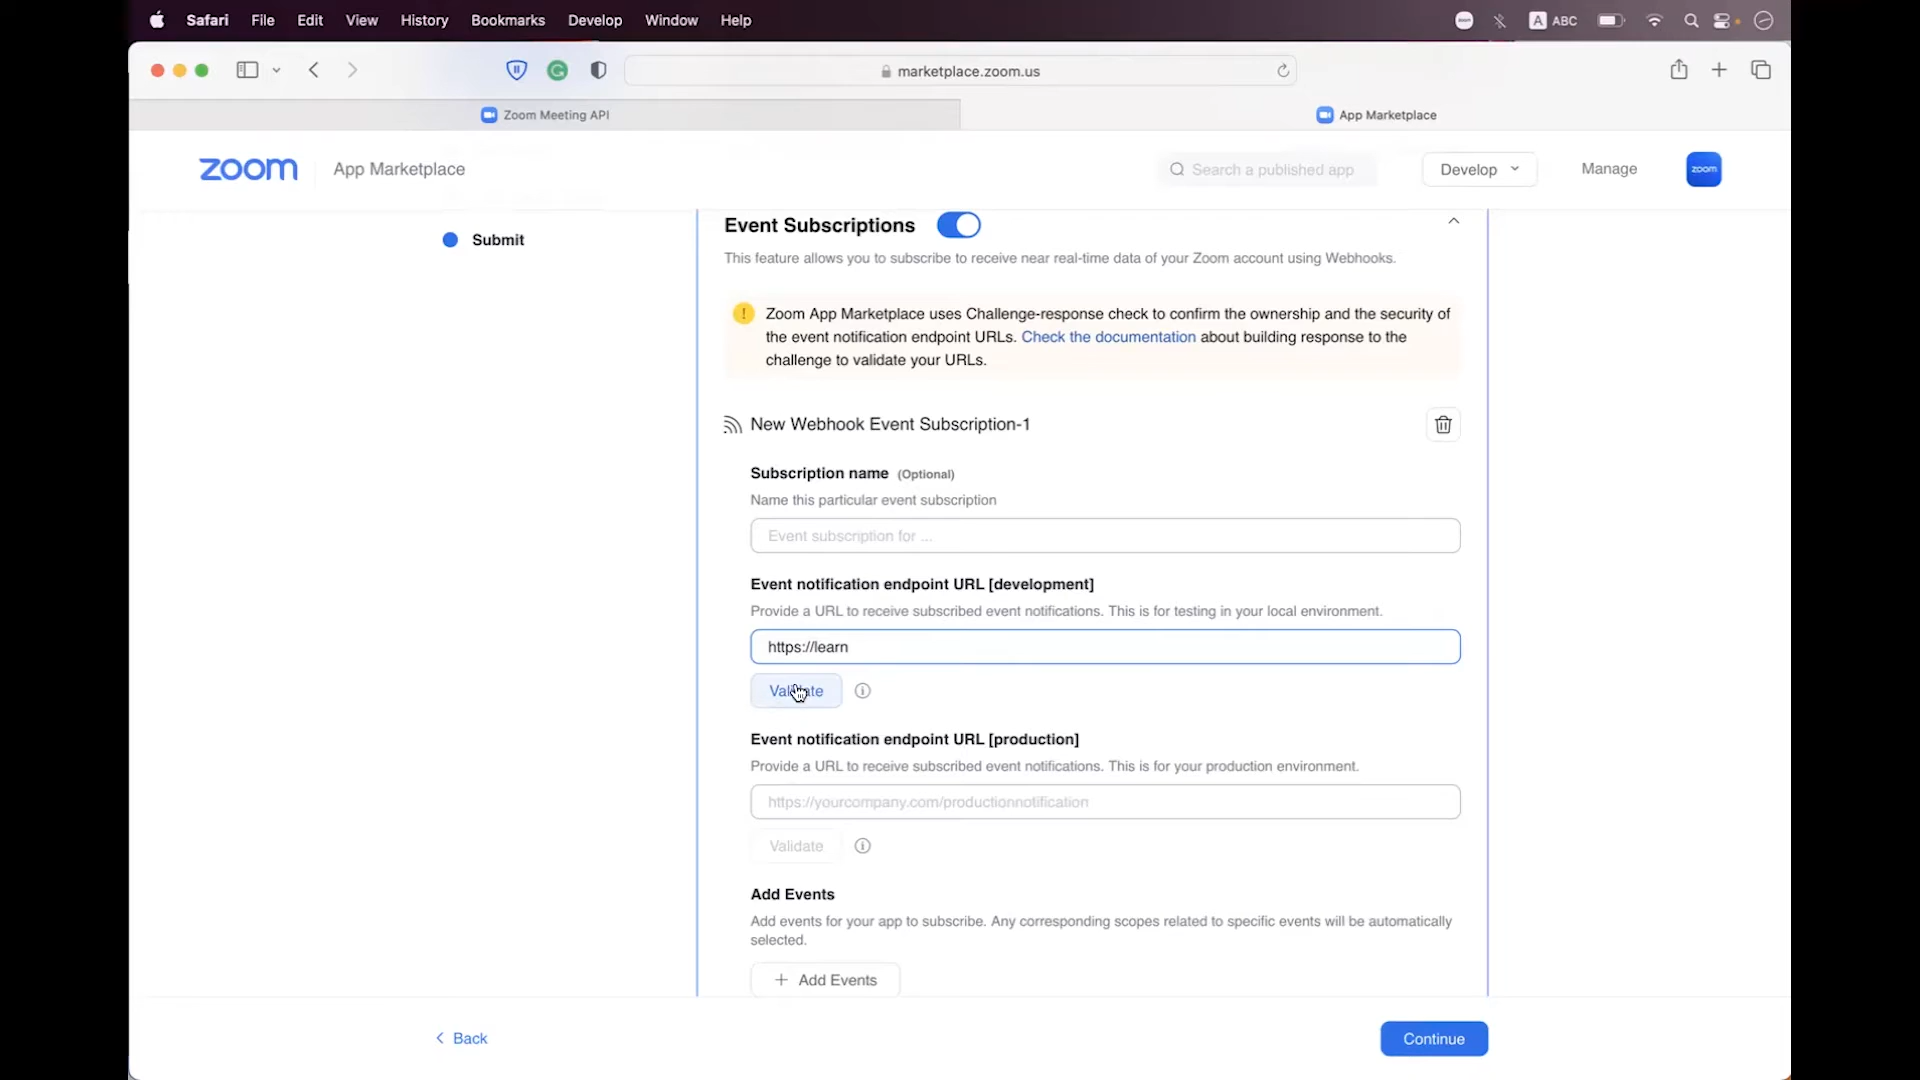 Safari File Edit View History Bookmarks Develop Window Help
A ABC
marketplace.zoom.us
Zoom Meeting API
App Marketplace
zoom
App Marketplace
Search a published app
Develop
Manage
zoom
Submit
Event Subscriptions
This feature allows you to subscribe to receive near real-time data of your Zoom account using Webhooks.
Zoom App Marketplace uses Challenge-response check to confirm the ownership and the security of
the event notification endpoint URLs. Check the documentation about building response to the
challenge to validate your URLs.
New Webhook Event Subscription-1
Subscription name (Optional)
Name this particular event subscription
Event subscription for ...
Event notification endpoint URL [development]
Provide a URL to receive subscribed event notifications. This is for testing in your local environment.
https://learn
Validate
Event notification endpoint URL [production]
Provide a URL to receive subscribed event notifications. This is for your production environment.
https://yourcompany.com/productionnotification
Validate
Add Events
Add events for your app to subscribe. Any corresponding scopes related to specific events will be automatically
selected.
+ Add Events
< Back
Continue